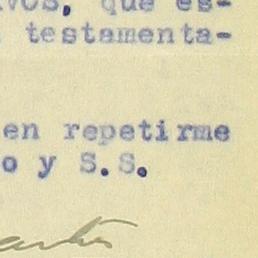 vos, que es-
testamenta-
en repetirme
o y S.S.